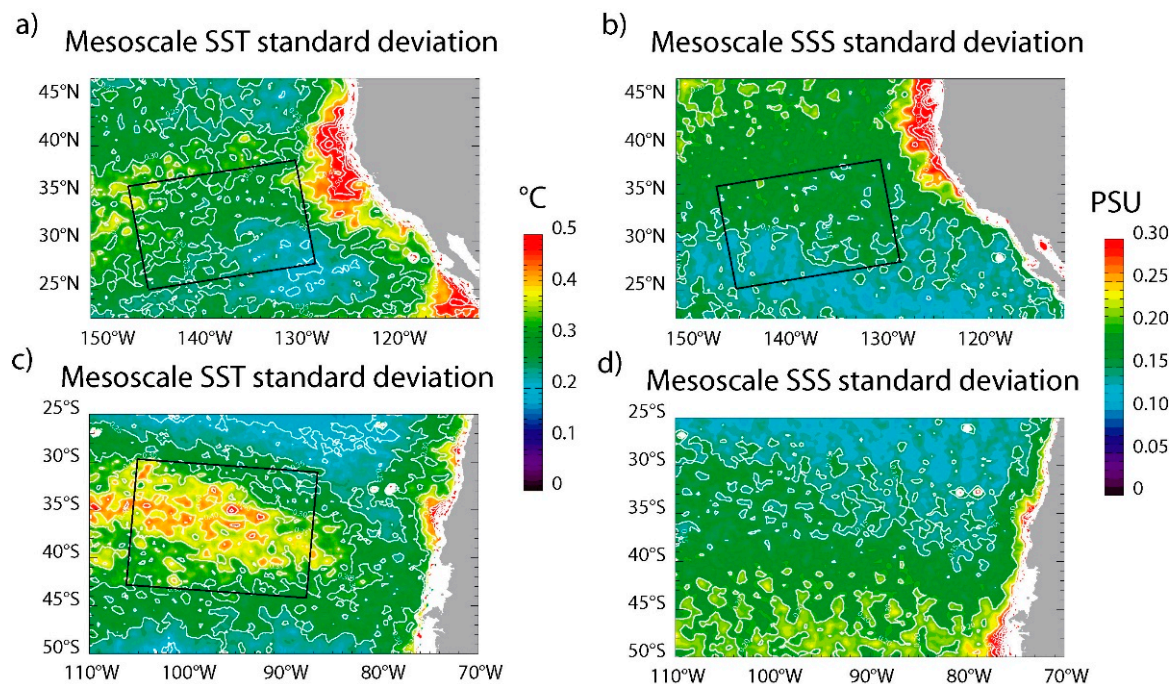 a)
Mesoscale SST standard deviation
45°N
40°N
35°N
30°N
25°N
150°W 140°W 130°W 120°W
°C
0.5
0.4
0.3
0.2
0.1
0
b)
Mesoscale SSS standard deviation
45°N
40°N
35°N
30°N
25°N
150°W 140°W 130°W 120°W
PSU
0.30
0.25
0.20
0.15
0.10
0.05
0
c)
Mesoscale SST standard deviation
25°S
30°S
35°S
40°S
45°S
50°S
110°W 100°W 90°W 80°W 70°W
d)
Mesoscale SSS standard deviation
25°S
30°S
35°S
40°S
45°S
50°S
110°W 100°W 90°W 80°W 70°W